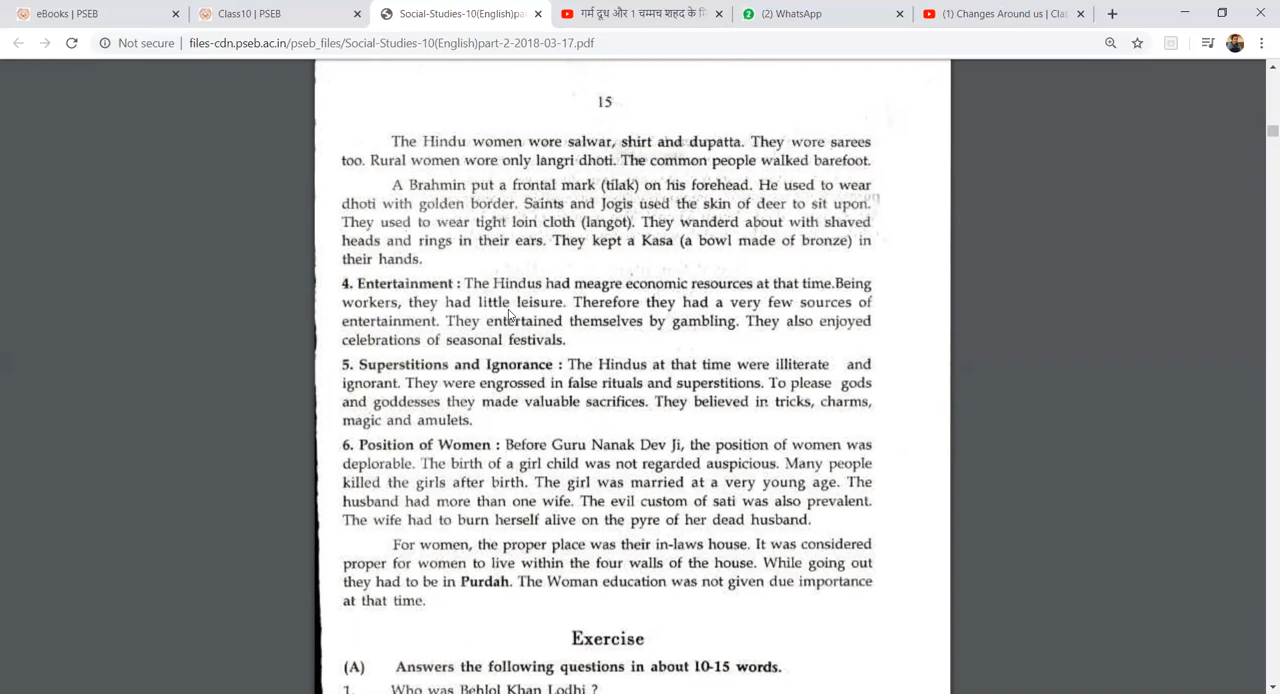 eBooks | PSEB
Class10 | PSEB
Social-Studies-10(English)pa
गर्म दूध और 1 चम्मच शहद के
(2) WhatsApp
(1) Changes Around us | Cla
Not secure | files-cdn.pseb.ac.in/pseb_files/Social-Studies-10(English)part-2-2018-03-17.pdf
15
The Hindu women wore salwar, shirt and dupatta. They wore sarees
too. Rural women wore only langri dhoti. The common people walked barefoot.
A Brahmin put a frontal mark (tilak) on his forehead. He used to wear
dhoti with golden border. Saints and Jogis used the skin of deer to sit upon.
They used to wear tight loin cloth (langot). They wanderd about with shaved
heads and rings in their ears. They kept a Kasa (a bowl made of bronze) in
their hands.
4. Entertainment : The Hindus had meagre economic resources at that time.Being
workers, they had little leisure. Therefore they had a very few sources of
entertainment. They entertained themselves by gambling. They also enjoyed
celebrations of seasonal festivals.
5. Superstitions and Ignorance : The Hindus at that time were illiterate and
ignorant. They were engrossed in false rituals and superstitions. To please gods
and goddesses they made valuable sacrifices. They believed in tricks, charms,
magic and amulets.
6. Position of Women : Before Guru Nanak Dev Ji, the position of women was
deplorable. The birth of a girl child was not regarded auspicious. Many people
killed the girls after birth. The girl was married at a very young age. The
husband had more than one wife. The evil custom of sati was also prevalent.
The wife had to burn herself alive on the pyre of her dead husband.
For women, the proper place was their in-laws house. It was considered
proper for women to live within the four walls of the house. While going out
they had to be in Purdah. The Woman education was not given due importance
at that time.
Exercise
(A) Answers the following questions in about 10-15 words.
1. Who was Behlol Khan Lodhi ?